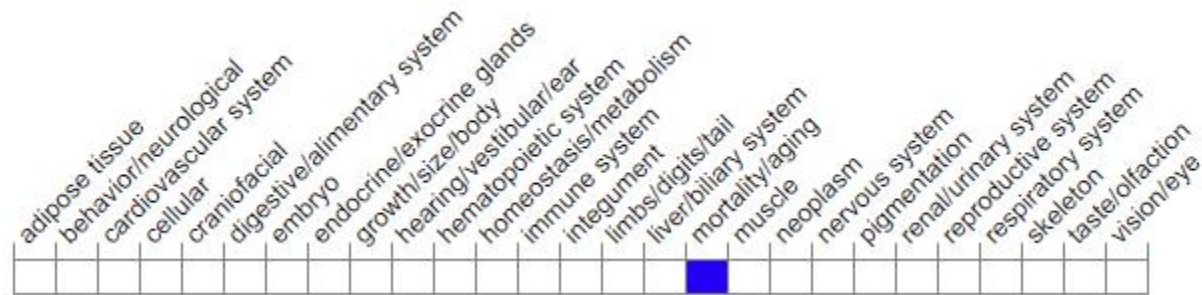 adipose tissue
behavior/neurological
cardiovascular system
cellular
craniofacial
digestive/alimentary system
embryo
endocrine/exocrine glands
growth/size/body
hearing/vestibular/ear
hematopoietic system
homeostasis/metabolism
immune system
integument
limbs/digits/tail
liver/biliary system
mortality/aging
muscle
neoplasm
nervous system
pigmentation
renal/urinary system
reproductive system
respiratory system
skeleton
taste/olfaction
vision/eye